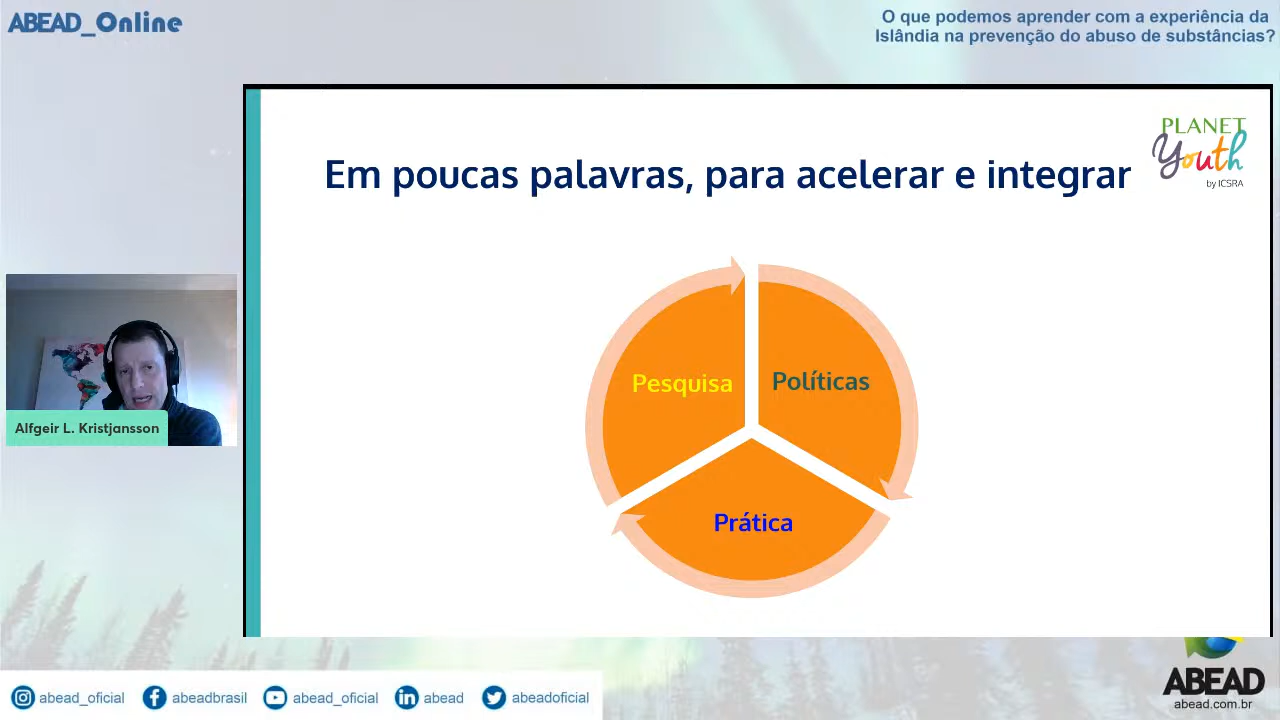 ABEAD_Online
O que podemos aprender com a experiência da
Islândia na prevenção do abuso de substâncias?
PLANET
Youth
by ICSRA
Em poucas palavras, para acelerar e integrar
Pesquisa
Políticas
Prática
Alfgeir L. Kristjansson
abead_oficial
abeadbrasil
abead_oficial
abead
abeadoficial
ABEAD
abead.com.br